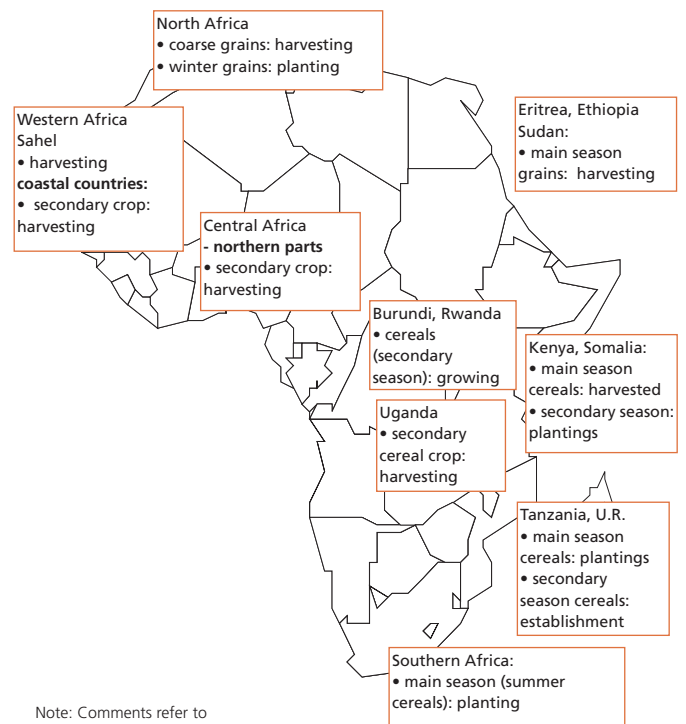 North Africa
• coarse grains: harvesting
• winter grains: planting
Western Africa
Sahel
• harvesting
coastal countries:
• secondary crop:
harvesting
Eritrea, Ethiopia
Sudan:
• main season
grains: harvesting
Central Africa
- northern parts
• secondary crop:
harvesting
Burundi, Rwanda
• cereals
(secondary
season): growing
Kenya, Somalia:
• main season
cereals: harvested
• secondary season:
plantings
Uganda
• secondary
cereal crop:
harvesting
Tanzania, U.R.
• main season
cereals: plantings
• secondary
season cereals:
establishment
Southern Africa:
• main season (summer
cereals): planting
Note: Comments refer to